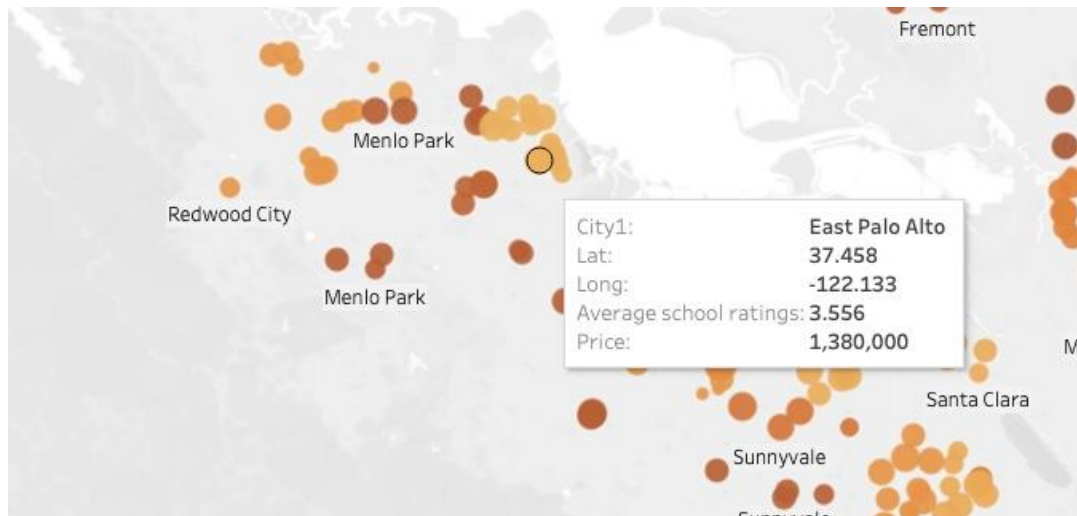 Fremont
Menlo Park
Redwood City
City1: East Palo Alto
Lat: 37.458
Long: -122.133
Average school ratings: 3.556
Price: 1,380,000
Menlo Park
M
Santa Clara
Sunnyvale
Sunnyvale